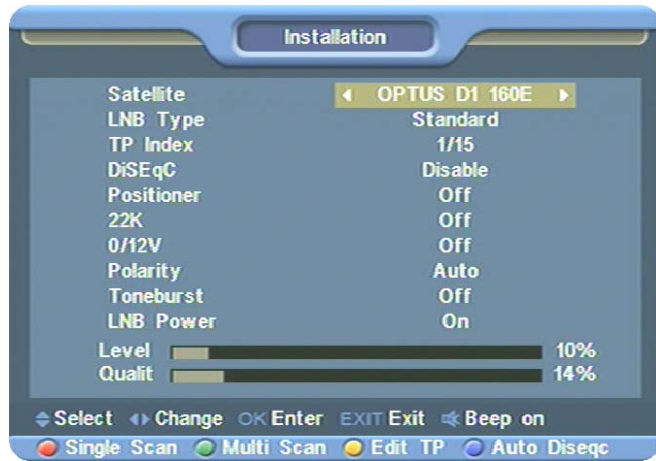 Installation
Satellite OPTUS D1 160E
LNB Type Standard
TP Index 1/15
DiSEqC Disable
Positioner Off
22K Off
0/12V Off
Polarity Auto
Toneburst Off
LNB Power On
Level 10%
Qualit 14%
Select Change OK Enter EXIT Exit Beep on
Single Scan Multi Scan Edit TP Auto Diseqc